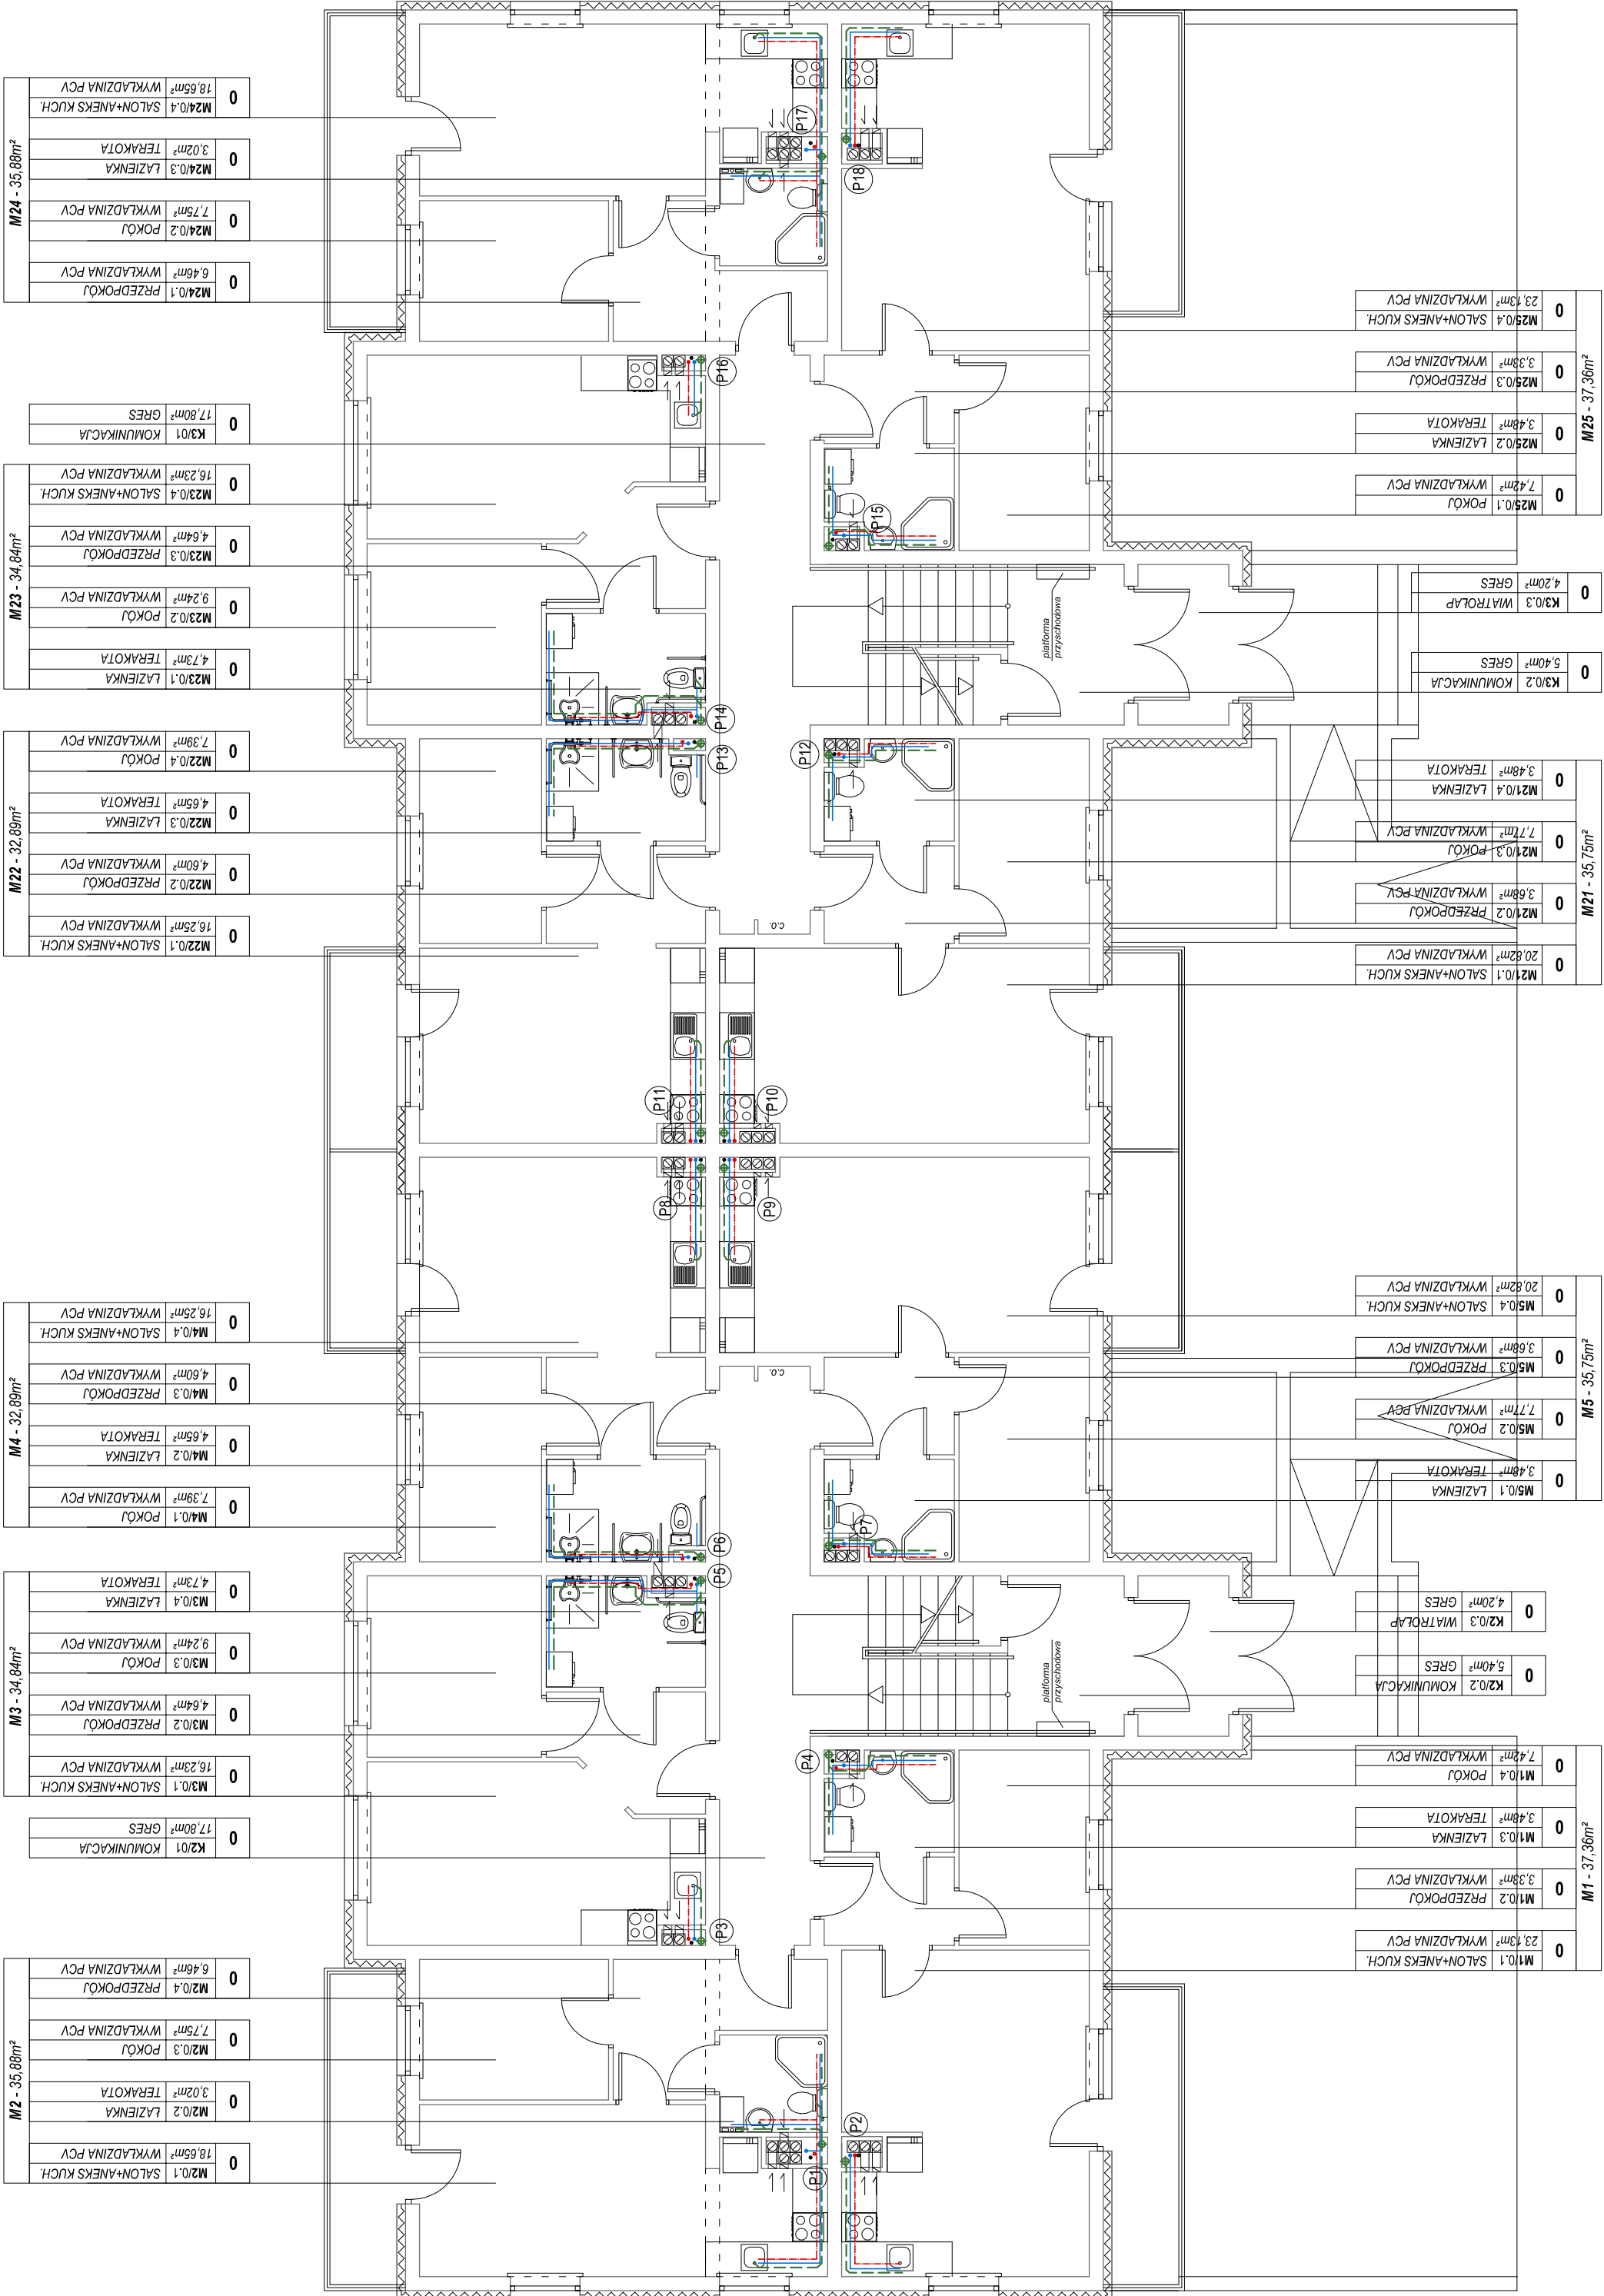 M24 - 35,88m²
0
M24/0.1 PRZEDPOKÓJ
6,46m² WYKŁADZINA PCV
0
M24/0.2 POKÓJ
7,75m² WYKŁADZINA PCV
0
M24/0.3 ŁAZIENKA
3,02m² TERAKOTA
0
M24/0.4 SALON+ANEKS KUCH.
18,65m² WYKŁADZINA PCV
0
K3/01 KOMUNIKACJA
17,80m² GRES
M23 - 34,84m²
0
M23/0.1 ŁAZIENKA
4,73m² TERAKOTA
0
M23/0.2 POKÓJ
9,24m² WYKŁADZINA PCV
0
M23/0.3 PRZEDPOKÓJ
4,64m² WYKŁADZINA PCV
0
M23/0.4 SALON+ANEKS KUCH.
16,23m² WYKŁADZINA PCV
M22 - 32,89m²
0
M22/0.1 SALON+ANEKS KUCH.
16,25m² WYKŁADZINA PCV
0
M22/0.2 PRZEDPOKÓJ
4,60m² WYKŁADZINA PCV
0
M22/0.3 ŁAZIENKA
4,65m² TERAKOTA
0
M22/0.4 POKÓJ
7,39m² WYKŁADZINA PCV
M4 - 32,89m²
0
M4/0.1 POKÓJ
7,39m² WYKŁADZINA PCV
0
M4/0.2 ŁAZIENKA
4,65m² TERAKOTA
0
M4/0.3 PRZEDPOKÓJ
4,60m² WYKŁADZINA PCV
0
M4/0.4 SALON+ANEKS KUCH.
16,25m² WYKŁADZINA PCV
M3 - 34,84m²
0
M3/0.1 SALON+ANEKS KUCH.
16,23m² WYKŁADZINA PCV
0
M3/0.2 PRZEDPOKÓJ
4,64m² WYKŁADZINA PCV
0
M3/0.3 POKÓJ
9,24m² WYKŁADZINA PCV
0
M3/0.4 ŁAZIENKA
4,73m² TERAKOTA
0
K2/01 KOMUNIKACJA
17,80m² GRES
M2 - 35,88m²
0
M2/0.1 SALON+ANEKS KUCH.
18,65m² WYKŁADZINA PCV
0
M2/0.2 ŁAZIENKA
3,02m² TERAKOTA
0
M2/0.3 POKÓJ
7,75m² WYKŁADZINA PCV
0
M2/0.4 PRZEDPOKÓJ
6,46m² WYKŁADZINA PCV
P17
P18
P16
P15
P14
P13
P12
P11
P10
P8
P9
P6
P5
P7
P4
P3
P2
P1
C.O.
C.O.
platforma
przyschodowa
platforma
przyschodowa
M25 - 37,36m²
0
M25/0.1 POKÓJ
7,42m² WYKŁADZINA PCV
0
M25/0.2 ŁAZIENKA
3,48m² TERAKOTA
0
M25/0.3 PRZEDPOKÓJ
3,33m² WYKŁADZINA PCV
0
M25/0.4 SALON+ANEKS KUCH.
23,13m² WYKŁADZINA PCV
0
K3/0.3 WIATROŁAP
4,20m² GRES
0
K3/0.2 KOMUNIKACJA
5,40m² GRES
M21 - 35,75m²
0
M21/0.1 SALON+ANEKS KUCH.
20,82m² WYKŁADZINA PCV
0
M21/0.2 PRZEDPOKÓJ
3,68m² WYKŁADZINA PCV
0
M21/0.3 POKÓJ
7,77m² WYKŁADZINA PCV
0
M21/0.4 ŁAZIENKA
3,48m² TERAKOTA
M5 - 35,75m²
0
M5/0.1 ŁAZIENKA
3,48m² TERAKOTA
0
M5/0.2 POKÓJ
7,77m² WYKŁADZINA PCV
0
M5/0.3 PRZEDPOKÓJ
3,68m² WYKŁADZINA PCV
0
M5/0.4 SALON+ANEKS KUCH.
20,82m² WYKŁADZINA PCV
0
K2/0.3 WIATROŁAP
4,20m² GRES
0
K2/0.2 KOMUNIKACJA
5,40m² GRES
M1 - 37,36m²
0
M1/0.1 SALON+ANEKS KUCH.
23,13m² WYKŁADZINA PCV
0
M1/0.2 PRZEDPOKÓJ
3,33m² WYKŁADZINA PCV
0
M1/0.3 ŁAZIENKA
3,48m² TERAKOTA
0
M1/0.4 POKÓJ
7,42m² WYKŁADZINA PCV